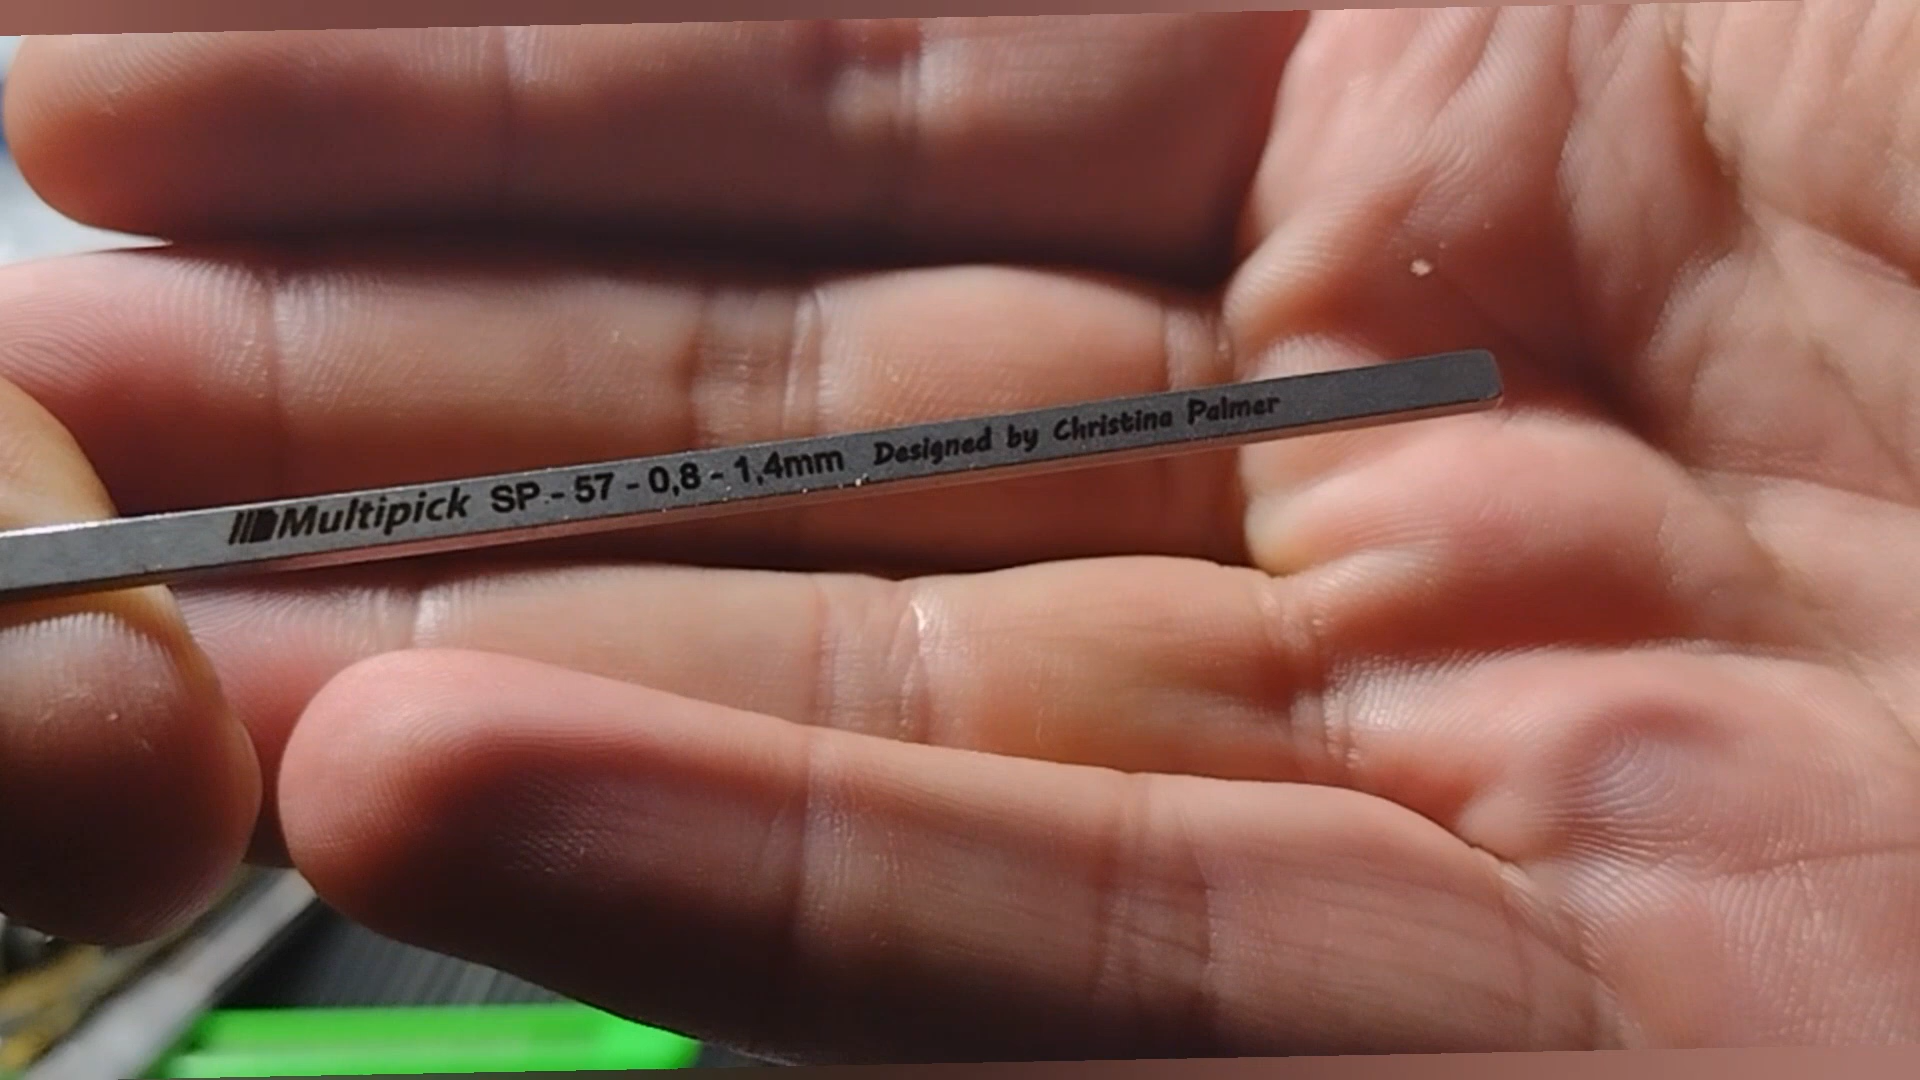 Multipick SP - 57 - 0,8 - 1,4mm Designed by Christina Palmer